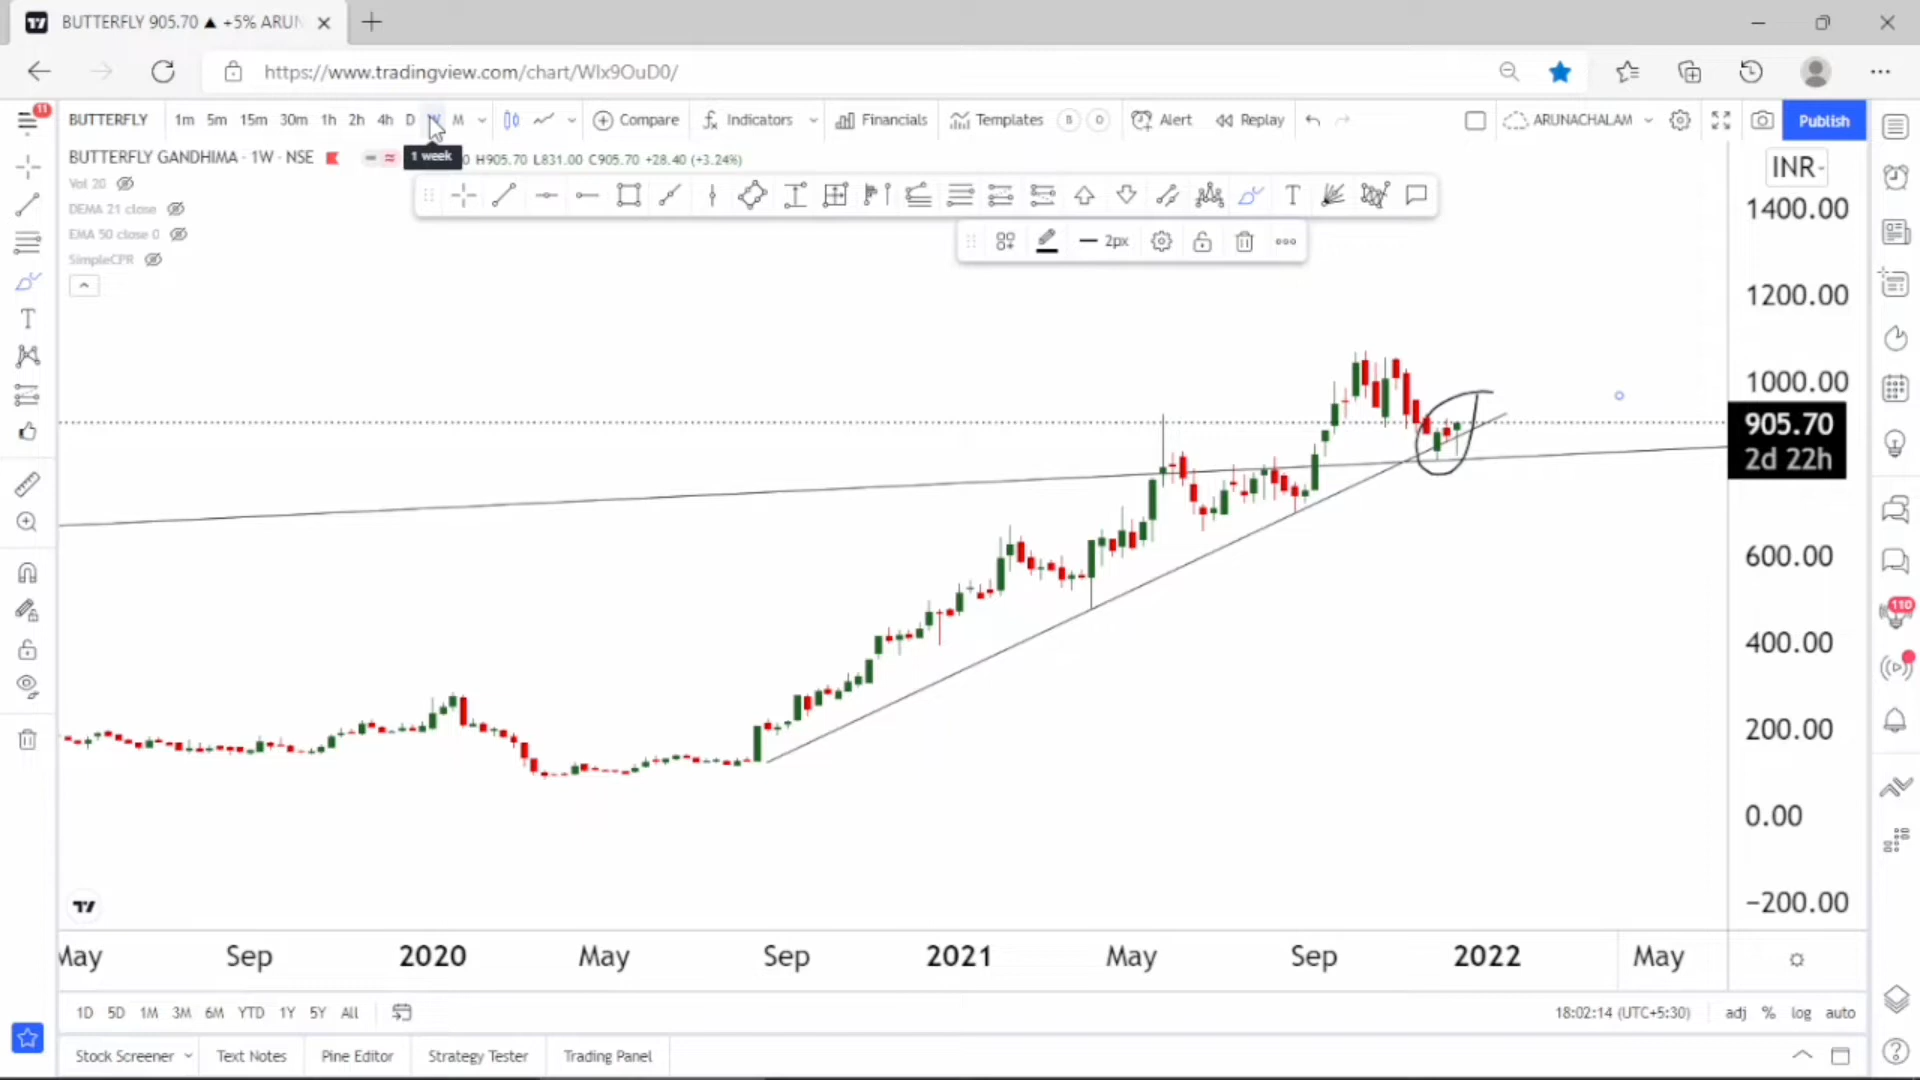 BUTTERFLY 905.70 ▲ +5% ARUN
https://www.tradingview.com/chart/WIx9OuD0/
11
BUTTERFLY 1m 5m 15m 30m 1h 2h 4h D W M Compare Indicators Financials Templates B O Alert Replay ARUNACHALAM Publish
BUTTERFLY GANDHIMA · 1W · NSE 1 week 0 H905.70 L831.00 C905.70 +28.40 (+3.24%)
INR
Vol 20
DEMA 21 close
EMA 50 close 0
SimpleCPR
T
2px
1400.00
1200.00
1000.00
905.70
2d 22h
600.00
400.00
200.00
0.00
−200.00
110
May Sep 2020 May Sep 2021 May Sep 2022 May
1D 5D 1M 3M 6M YTD 1Y 5Y All 18:02:14 (UTC+5:30) adj % log auto
Stock Screener Text Notes Pine Editor Strategy Tester Trading Panel